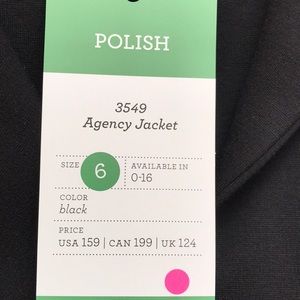 POLISH
3549
Agency Jacket
SIZE 6 AVAILABLE IN
0-16
COLOR
black
PRICE
USA 159 | CAN 199 | UK 124